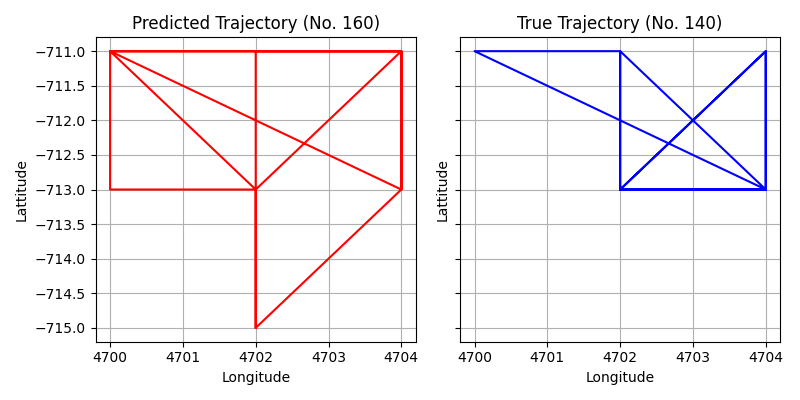 Predicted Trajectory (No. 160)
True Trajectory (No. 140)
−711.0
−711.5
−712.0
−712.5
−713.0
−713.5
−714.0
−714.5
−715.0
Lattitude
Lattitude
4700 4701 4702 4703 4704
4700 4701 4702 4703 4704
Longitude
Longitude